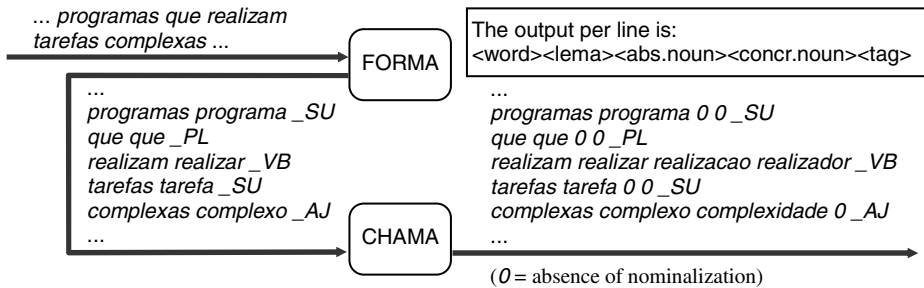 ... programas que realizam
tarefas complexas ...
FORMA
The output per line is:
<word><lema><abs.noun><concr.noun><tag>
...
programas programa _SU
que que _PL
realizam realizar _VB
tarefas tarefa _SU
complexas complexo _AJ
...
CHAMA
...
programas programa 0 0 _SU
que que 0 0 _PL
realizam realizar realizacao realizador _VB
tarefas tarefa 0 0 _SU
complexas complexo complexidade 0 _AJ
...
(0 = absence of nominalization)